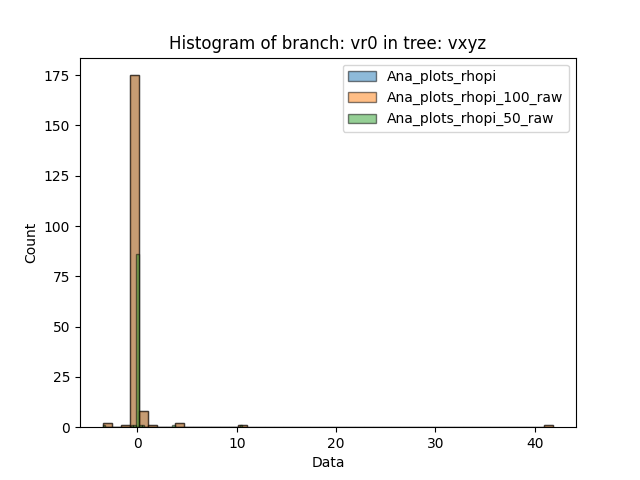 Histogram of branch: vr0 in tree: vxyz
Ana_plots_rhopi
Ana_plots_rhopi_100_raw
Ana_plots_rhopi_50_raw
Count
175
150
125
100
75
50
25
0
0 10 20 30 40
Data